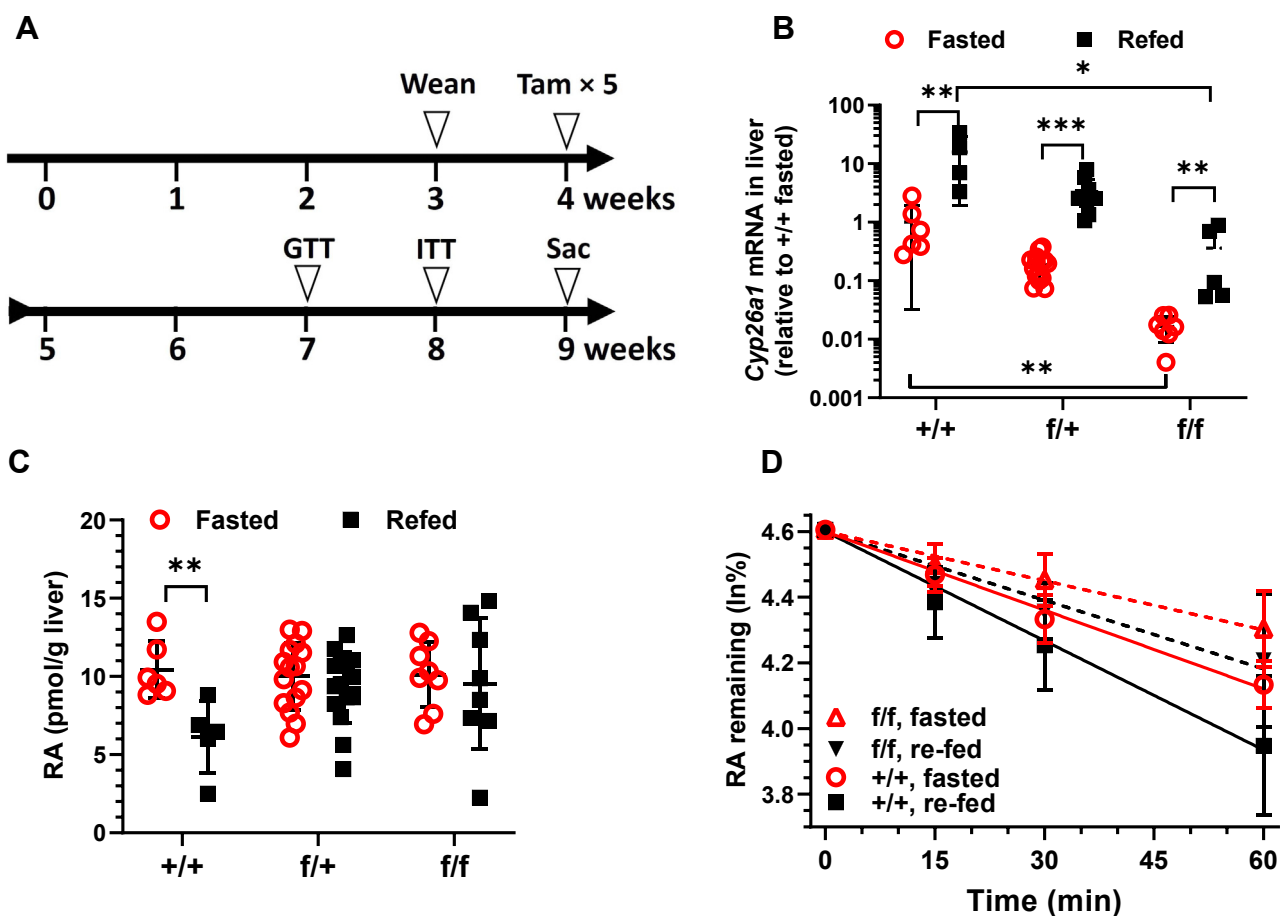 A
Wean
Tam × 5
0
1
2
3
4 weeks
GTT
ITT
Sac
5
6
7
8
9 weeks
B
Fasted
Refed
Cyp26a1 mRNA in liver
(relative to +/+ fasted)
100
10
1
0.1
0.01
0.001
**
***
**
*
**
+/+
f/+
f/f
C
Fasted
Refed
RA (pmol/g liver)
20
15
10
5
0
**
+/+
f/+
f/f
D
RA remaining (ln%)
4.6
4.4
4.2
4.0
3.8
f/f, fasted
f/f, re-fed
+/+, fasted
+/+, re-fed
0
15
30
45
60
Time (min)